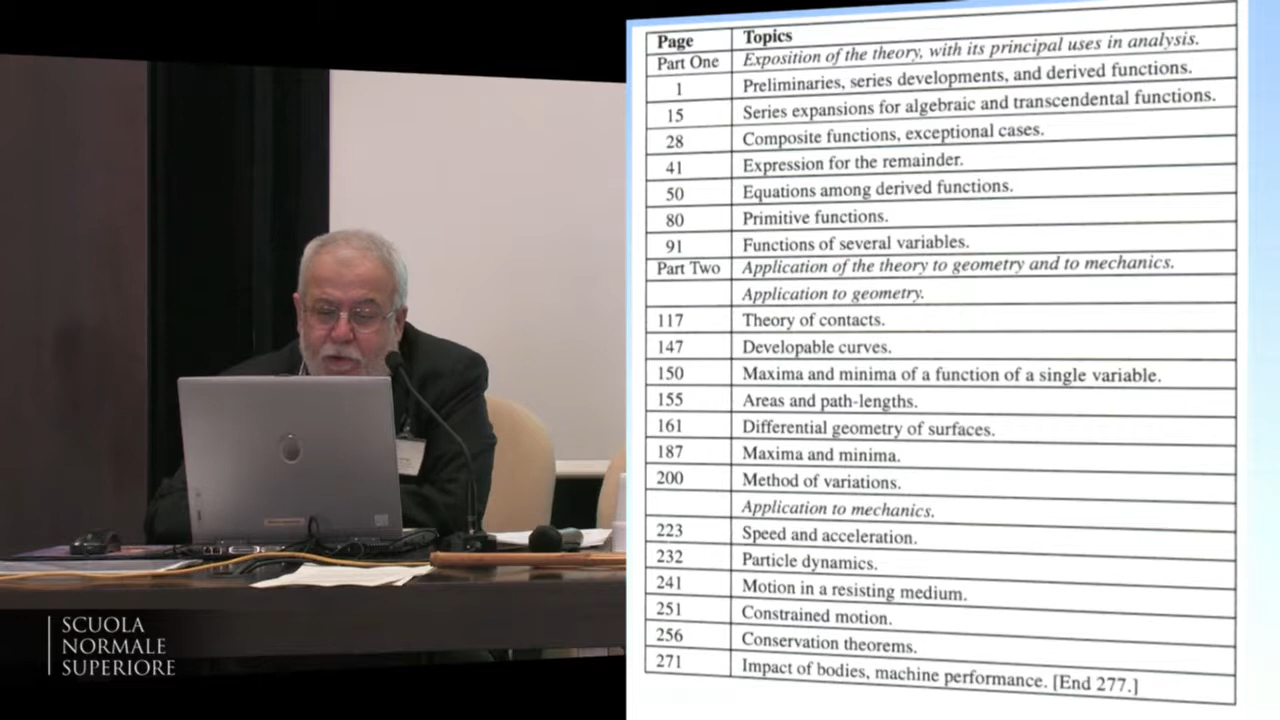 Page Topics
Part One Exposition of the theory, with its principal uses in analysis.
1 Preliminaries, series developments, and derived functions.
15 Series expansions for algebraic and transcendental functions.
28 Composite functions, exceptional cases.
41 Expression for the remainder.
50 Equations among derived functions.
80 Primitive functions.
91 Functions of several variables.
Part Two Application of the theory to geometry and to mechanics.
Application to geometry.
117 Theory of contacts.
147 Developable curves.
150 Maxima and minima of a function of a single variable.
155 Areas and path-lengths.
161 Differential geometry of surfaces.
187 Maxima and minima.
200 Method of variations.
Application to mechanics.
223 Speed and acceleration.
232 Particle dynamics.
241 Motion in a resisting medium.
251 Constrained motion.
256 Conservation theorems.
271 Impact of bodies, machine performance. [End 277.]
SCUOLA
NORMALE
SUPERIORE